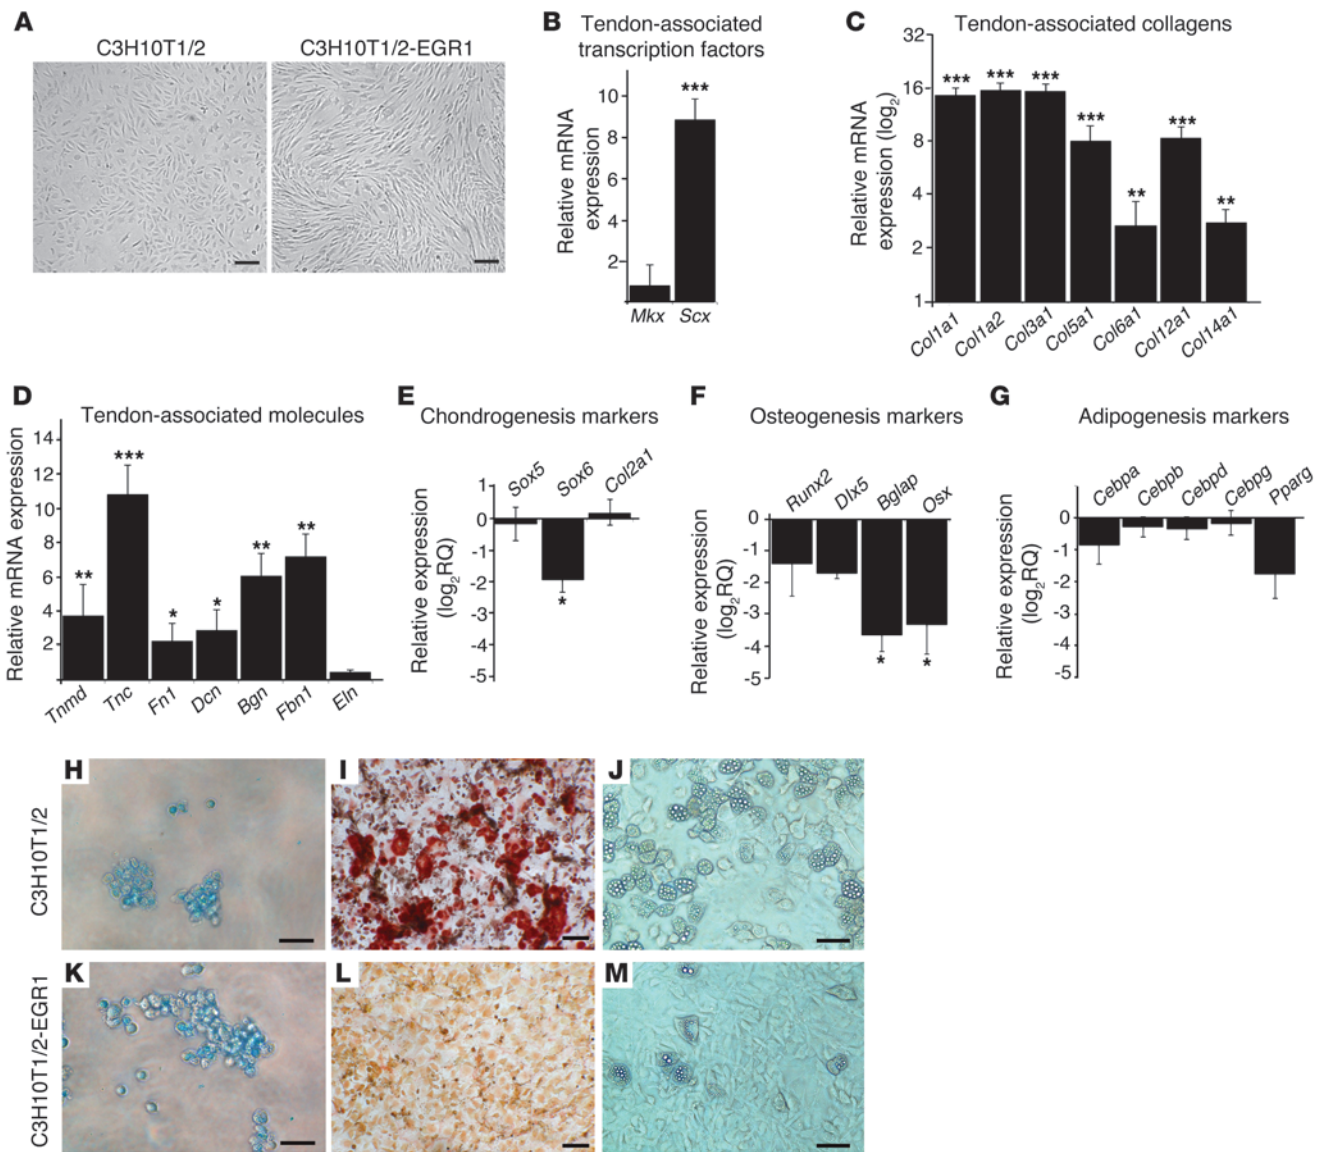 A
C3H10T1/2
C3H10T1/2-EGR1
B
Tendon-associated
transcription factors
Relative mRNA
expression
10
8
6
4
2
***
Mkx
Scx
C
Tendon-associated collagens
Relative mRNA
expression (log2)
32
16
8
4
2
1
***
***
***
***
**
***
**
Col1a1
Col1a2
Col3a1
Col5a1
Col6a1
Col12a1
Col14a1
D
Tendon-associated molecules
Relative mRNA expression
14
12
10
8
6
4
2
**
***
*
*
**
**
Tnmd
Tnc
Fn1
Dcn
Bgn
Fbn1
Eln
E
Chondrogenesis markers
Relative expression
(log2RQ)
1
0
-1
-2
-3
-4
-5
Sox5
Sox6
Col2a1
*
F
Osteogenesis markers
Relative expression
(log2RQ)
0
-1
-2
-3
-4
-5
Runx2
Dlx5
Bglap
Osx
*
*
G
Adipogenesis markers
Relative expression
(log2RQ)
0
-1
-2
-3
-4
-5
Cebpa
Cebpb
Cebpd
Cebpg
Pparg
C3H10T1/2
H
I
J
C3H10T1/2-EGR1
K
L
M